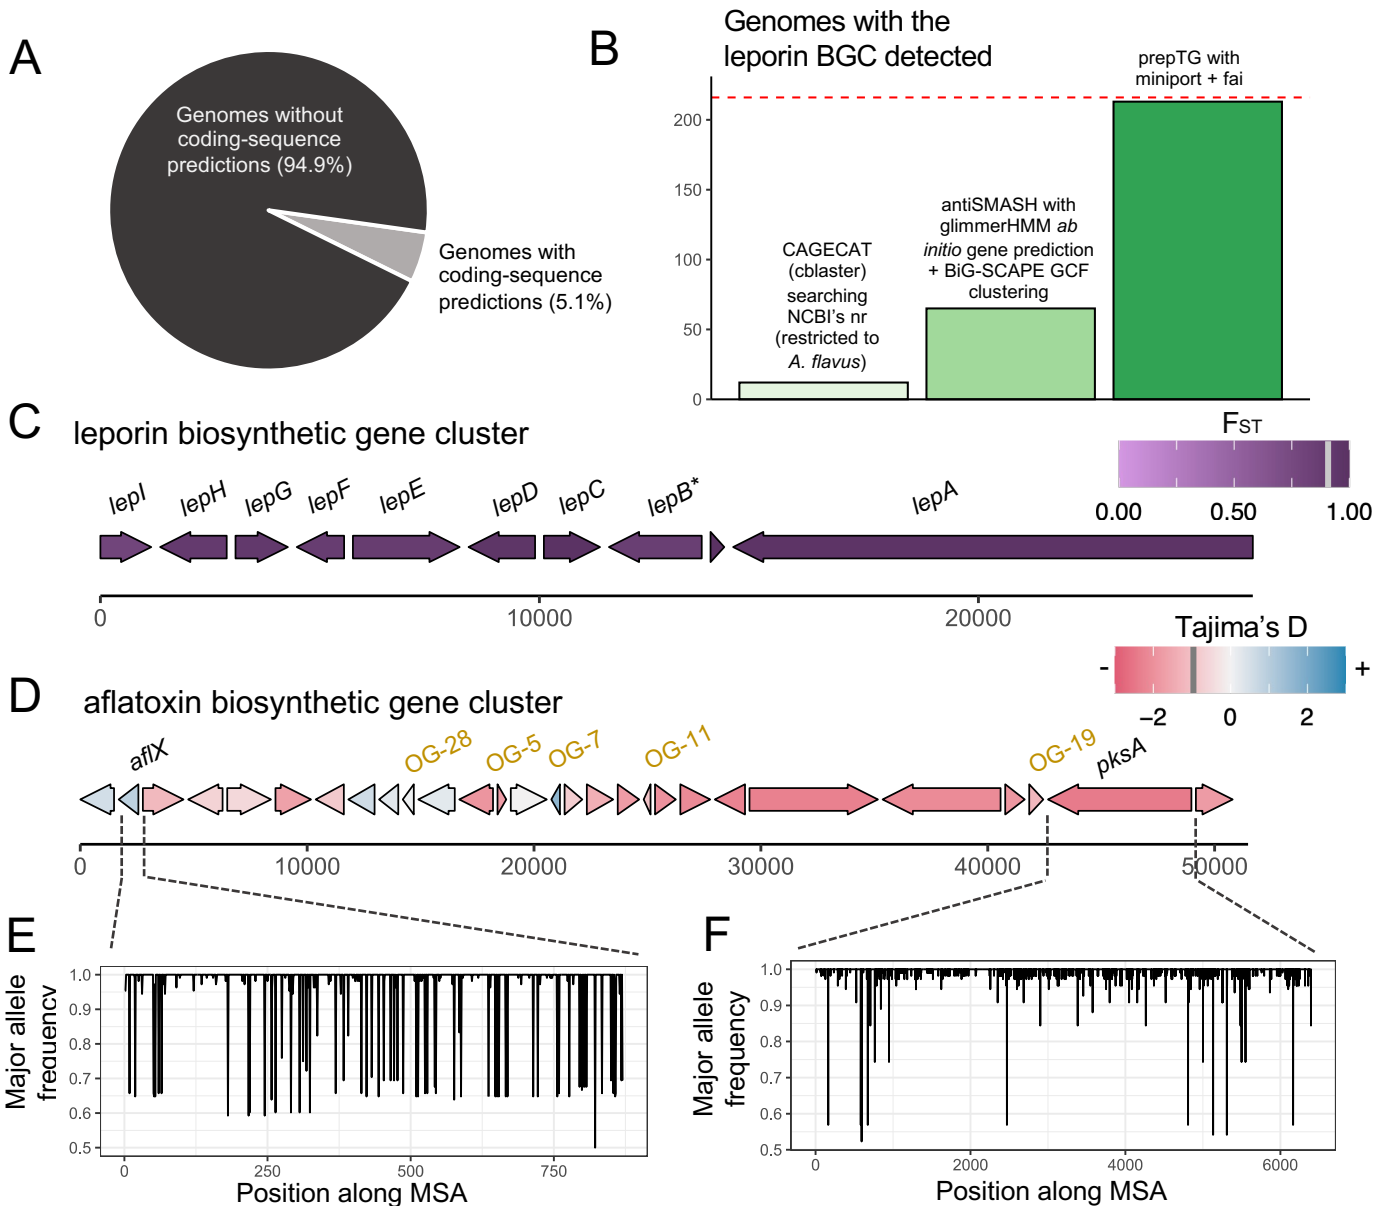 A
Genomes without
coding-sequence
predictions (94.9%)
Genomes with
coding-sequence
predictions (5.1%)
B
Genomes with the
leporin BGC detected
200
150
100
50
0
CAGECAT
(cblaster)
searching
NCBI's nr
(restricted to
A. flavus)
antiSMASH with
glimmerHMM ab
initio gene prediction
+ BiG-SCAPE GCF
clustering
prepTG with
miniport + fai
C
leporin biosynthetic gene cluster
FST
0.00 0.50 1.00
lepI lepH lepG lepF lepE lepD lepC lepB* lepA
0 10000 20000
Tajima's D
- +
−2 0 2
D
aflatoxin biosynthetic gene cluster
aflX OG-28 OG-5 OG-7 OG-11 OG-19 pksA
0 10000 20000 30000 40000 50000
E
Major allele
frequency
1.0
0.9
0.8
0.7
0.6
0.5
0 250 500 750
Position along MSA
F
Major allele
frequency
1.0
0.9
0.8
0.7
0.6
0.5
0 2000 4000 6000
Position along MSA